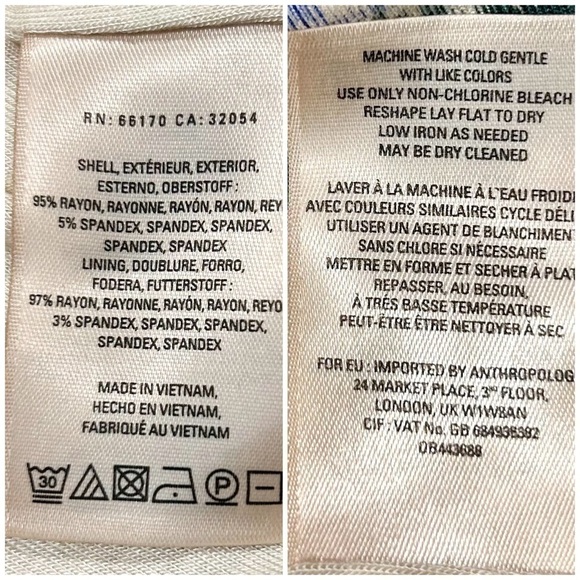 RN: 66170 CA: 32054
SHELL, EXTÉRIEUR, EXTERIOR,
ESTERNO, OBERSTOFF :
95% RAYON, RAYONNE, RAYÓN, RAYON, REY
5% SPANDEX, SPANDEX, SPANDEX,
SPANDEX, SPANDEX
LINING, DOUBLURE, FORRO,
FODERA, FUTTERSTOFF :
97% RAYON, RAYONNE, RAYÓN, RAYON, REYO
3% SPANDEX, SPANDEX, SPANDEX,
SPANDEX, SPANDEX
MADE IN VIETNAM,
HECHO EN VIETNAM,
FABRIQUÉ AU VIETNAM
30
P
MACHINE WASH COLD GENTLE
WITH LIKE COLORS
USE ONLY NON-CHLORINE BLEACH
RESHAPE LAY FLAT TO DRY
LOW IRON AS NEEDED
MAY BE DRY CLEANED
LAVER À LA MACHINE À L'EAU FROIDE
AVEC COULEURS SIMILAIRES CYCLE DÉLI
UTILISER UN AGENT DE BLANCHIMEN
SANS CHLORE SI NÉCESSAIRE
METTRE EN FORME ET SECHER À PLAT
REPASSER, AU BESOIN,
À TRÈS BASSE TEMPÉRATURE
PEUT-ÊTRE ÊTRE NETTOYER À SEC
FOR EU : IMPORTED BY ANTHROPOLOG
24 MARKET PLACE, 3RD FLOOR,
LONDON, UK W1W8AN
CIF : VAT No. GB 684936382
OB443688